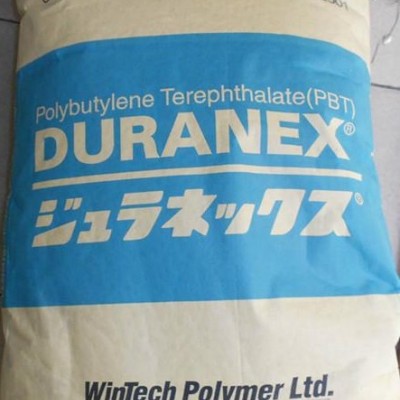 Polybutylene Terephthalate(PBT)
DURANEX®
ジュラネックス®
WinTech Polymer Ltd.